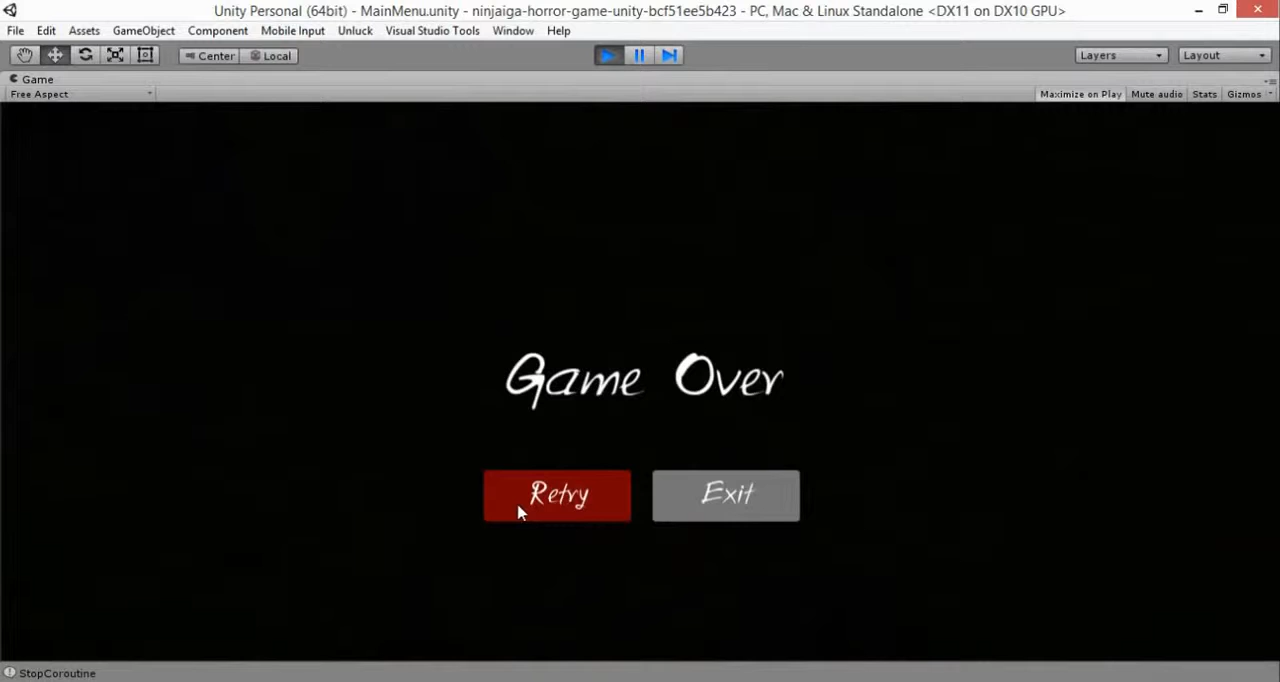 Unity Personal (64bit) - MainMenu.unity - ninjaiga-horror-game-unity-bcf51ee5b423 - PC, Mac & Linux Standalone <DX11 on DX10 GPU>
File Edit Assets GameObject Component Mobile Input Unluck Visual Studio Tools Window Help
Center Local Layers Layout
Game
Free Aspect Maximize on Play Mute audio Stats Gizmos
Game Over
Retry Exit
StopCoroutine